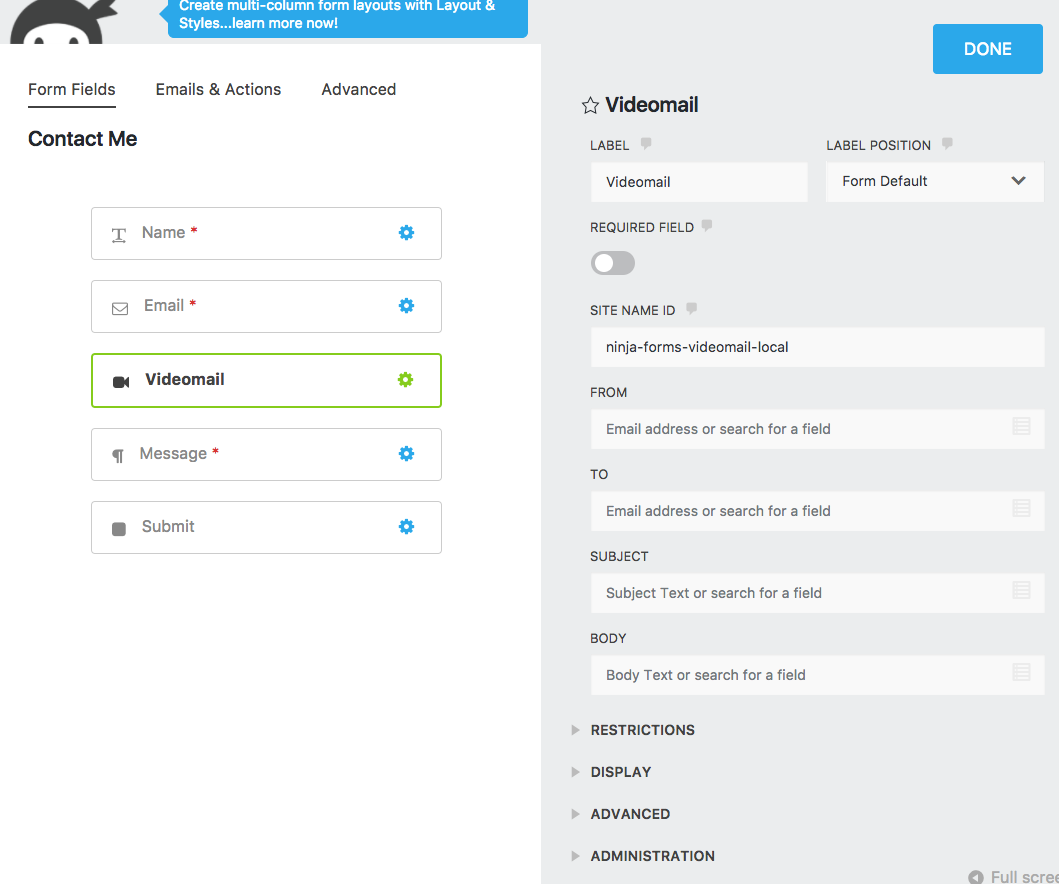 Create multi-column form layouts with Layout &
Styles...learn more now!
DONE
Form Fields
Emails & Actions
Advanced
Contact Me
Name *
Email *
Videomail
Message *
Submit
Videomail
LABEL
LABEL POSITION
Videomail
Form Default
REQUIRED FIELD
SITE NAME ID
ninja-forms-videomail-local
FROM
Email address or search for a field
TO
Email address or search for a field
SUBJECT
Subject Text or search for a field
BODY
Body Text or search for a field
RESTRICTIONS
DISPLAY
ADVANCED
ADMINISTRATION
Full scree